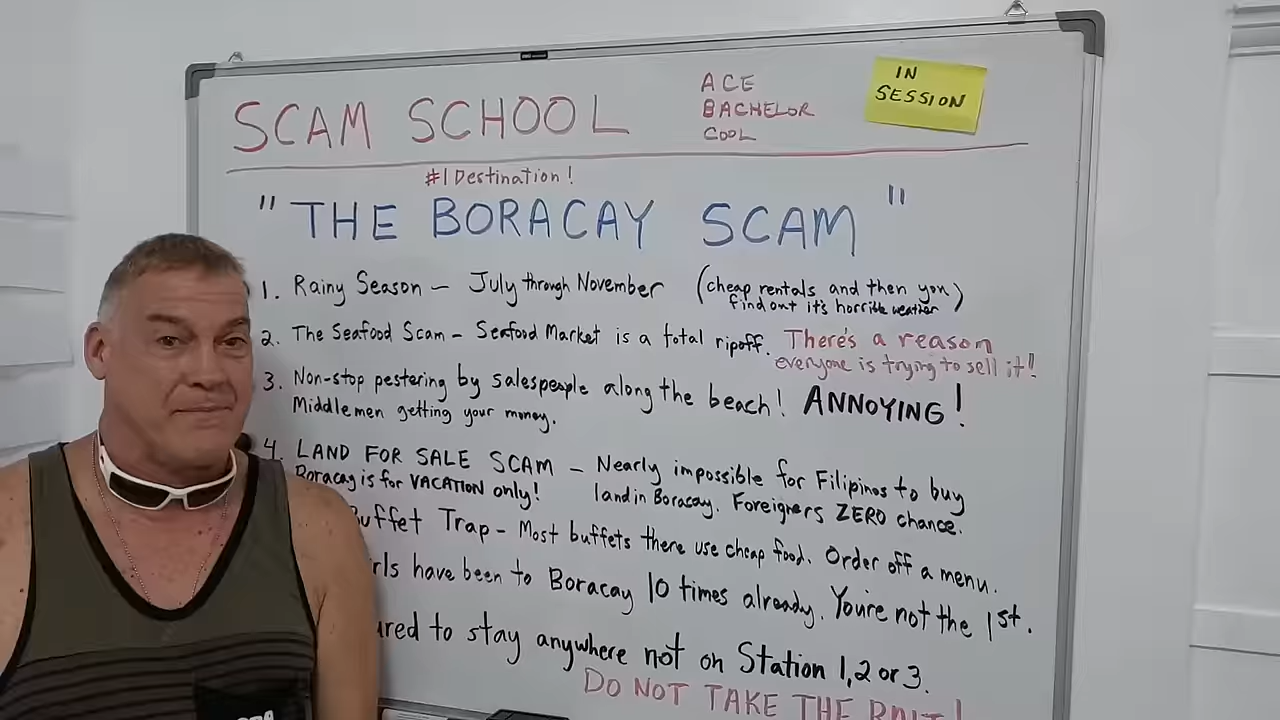 SCAM SCHOOL
ACE
BACHELOR
COOL
IN
SESSION
#1 Destination!
"THE BORACAY SCAM"
1. Rainy Season – July through November (cheap rentals and then you)
find out it's horrible weather
2. The Seafood Scam – Seafood Market is a total ripoff. There's a reason
everyone is trying to sell it!!
3. Non-stop pestering by salespeople along the beach! ANNOYING!
Middlemen getting your money.
4. LAND FOR SALE SCAM – Nearly impossible for Filipinos to buy
Boracay is for VACATION only! land in Boracay. Foreigners ZERO chance.
Buffet Trap – Most buffets there use cheap food. Order off a menu.
have been to Boracay 10 times already. You're not the 1st.
to stay anywhere not on Station 1,2 or 3.
DO NOT TAKE THE BAIT!